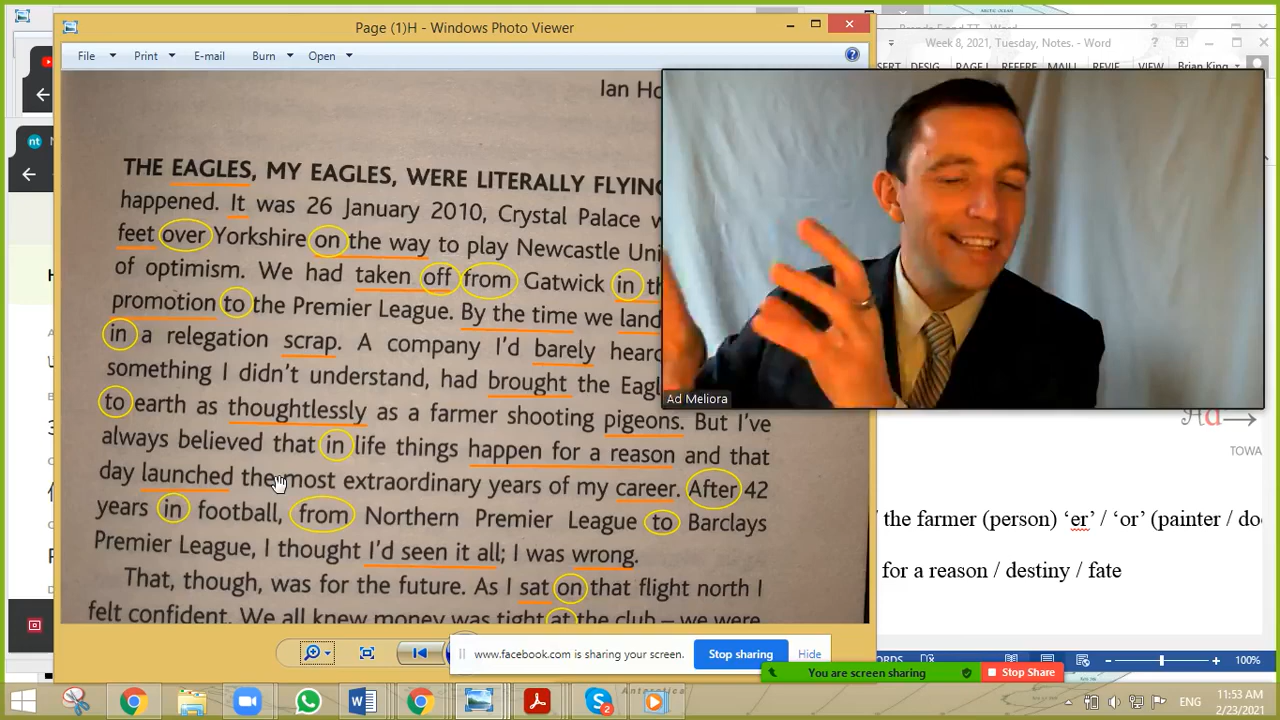 Page (1)H - Windows Photo Viewer
File Print E-mail Burn Open
Week 8, 2021, Tuesday, Notes. - Word
DESIG PAGE L REFERE MAILI REVIE VIEW Brian King
Ian
THE EAGLES, MY EAGLES, WERE LITERALLY FLYING
happened. It was 26 January 2010, Crystal Palace
feet over Yorkshire on the way to play Newcastle
of optimism. We had taken off from Gatwick in
promotion to the Premier League. By the time we
in a relegation scrap. A company I'd barely
something I didn't understand, had brought the
to earth as thoughtlessly as a farmer shooting pigeons. But I've
always believed that in life things happen for a reason and that
day launched the most extraordinary years of my career. After 42
years in football, from Northern Premier League to Barclays
Premier League, I thought I'd seen it all; I was wrong.
That, though, was for the future. As I sat on that flight north I
felt confident. We all knew money was tight at the club – we were
Ad Meliora
Ad →
TOWA
/ the farmer (person) 'er' / 'or' (painter /
for a reason / destiny / fate
www.facebook.com is sharing your screen. Stop sharing Hide
You are screen sharing Stop Share
100%
ENG
11:53 AM
2/23/2021